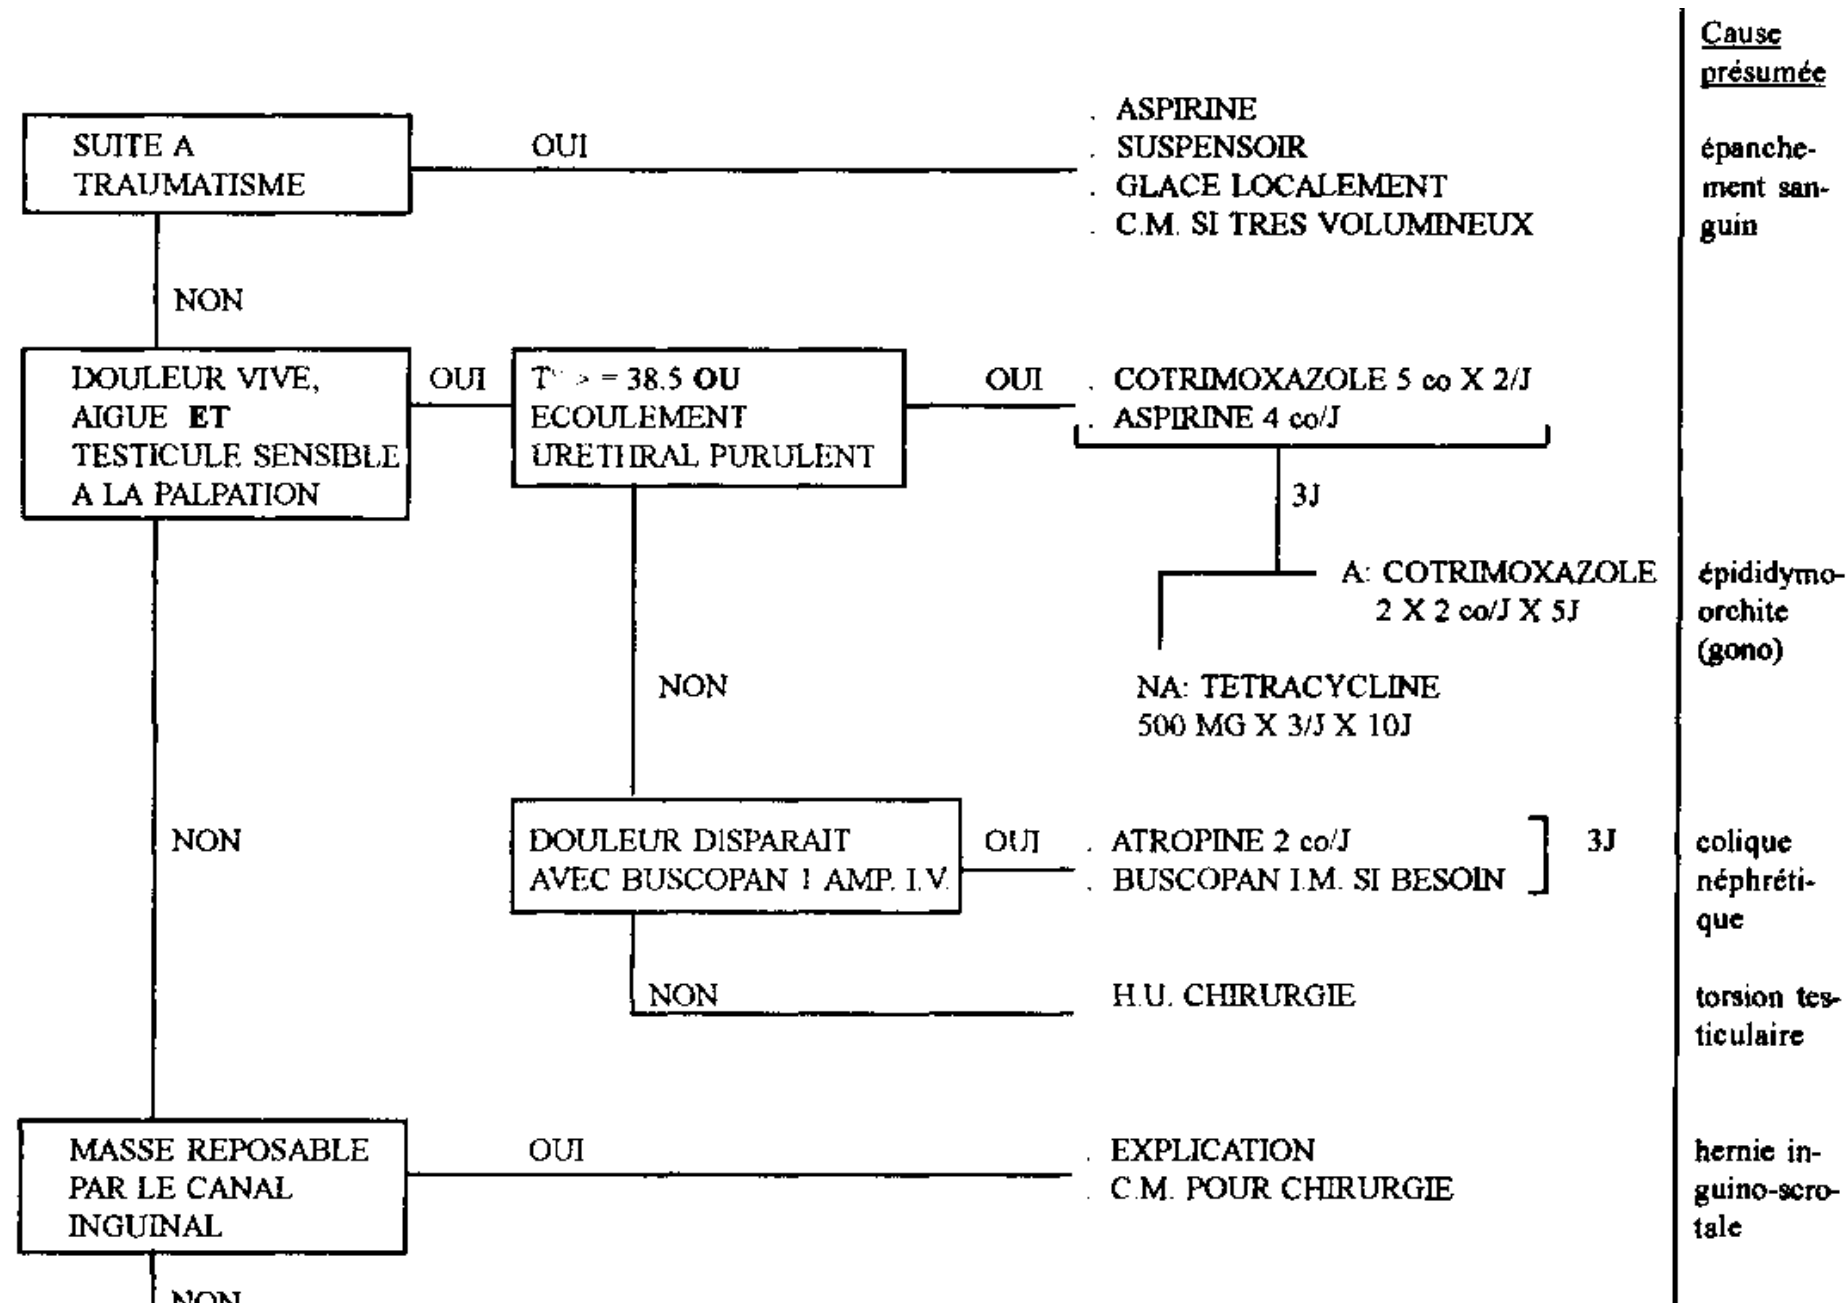 Cause
présumée
SUITE A
TRAUMATISME
OUI
. ASPIRINE
. SUSPENSOIR
. GLACE LOCALEMENT
. C.M. SI TRES VOLUMINEUX
épanche-
ment san-
guin
NON
DOULEUR VIVE,
AIGUE ET
TESTICULE SENSIBLE
A LA PALPATION
OUI
T° > = 38.5 OU
ECOULEMENT
URETHRAL PURULENT
OUI
. COTRIMOXAZOLE 5 co X 2/J
. ASPIRINE 4 co/J
3J
A: COTRIMOXAZOLE
2 X 2 co/J X 5J
épididymo-
orchite
(gono)
NON
NA: TETRACYCLINE
500 MG X 3/J X 10J
NON
DOULEUR DISPARAIT
AVEC BUSCOPAN 1 AMP. I.V.
OUI
. ATROPINE 2 co/J
. BUSCOPAN I.M. SI BESOIN
3J
colique
néphréti-
que
NON
H.U. CHIRURGIE
torsion tes-
ticulaire
MASSE REPOSABLE
PAR LE CANAL
INGUINAL
OUI
. EXPLICATION
. C.M. POUR CHIRURGIE
hernie in-
guino-scro-
tale
NON